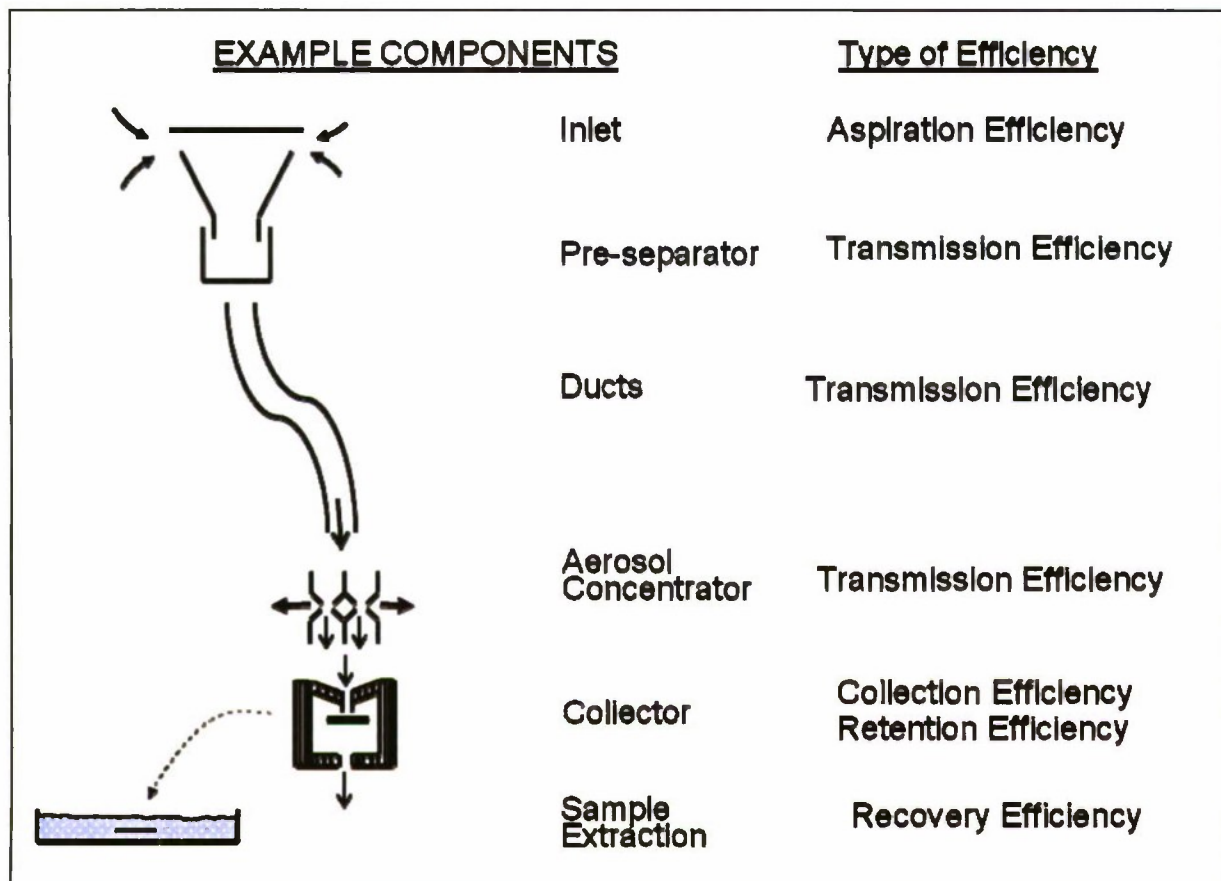 EXAMPLE COMPONENTS Type of Efficiency
Inlet Aspiration Efficiency
Pre-separator Transmission Efficiency
Ducts Transmission Efficiency
Aerosol
Concentrator Transmission Efficiency
Collector Collection Efficiency
Retention Efficiency
Sample
Extraction Recovery Efficiency